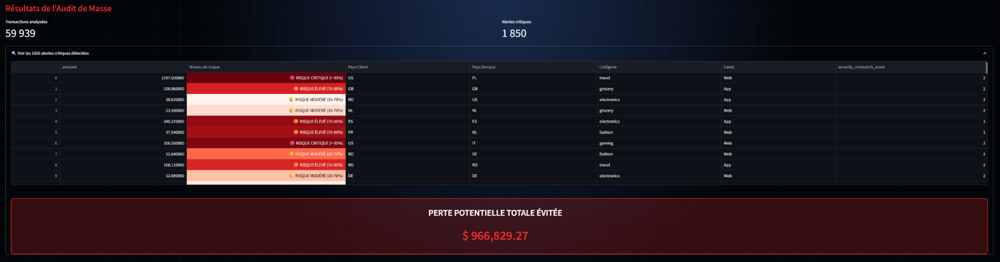 Résultats de l'Audit de Masse
Transactions analysées
Alertes critiques
59 939
1 850
Voir les 1850 alertes critiques détectées
amount Niveau de risque Pays Client Pays Banque Catégorie Canal security_mismatch_score
0 2297.500000 RISQUE CRITIQUE (> 95%) US PL travel Web 2
1 109.960000 RISQUE ÉLEVÉ (70-95%) GB GB grocery App 2
2 39.620000 RISQUE MODÉRÉ (30-70%) RO US electronics App 2
3 23.580000 RISQUE MODÉRÉ (30-70%) NL NL grocery Web 2
4 340.370000 RISQUE ÉLEVÉ (70-95%) ES ES electronics App 1
5 37.540000 RISQUE ÉLEVÉ (70-95%) FR NL fashion Web 1
6 356.560000 RISQUE CRITIQUE (> 95%) US IT gaming Web 2
7 15.640000 RISQUE MODÉRÉ (30-70%) RO DE fashion Web 2
8 108.110000 RISQUE ÉLEVÉ (70-95%) RO RO travel App 2
9 12.690000 RISQUE MODÉRÉ (30-70%) DE DE electronics Web 2
PERTE POTENTIELLE TOTALE ÉVITÉE
$ 966,829.27